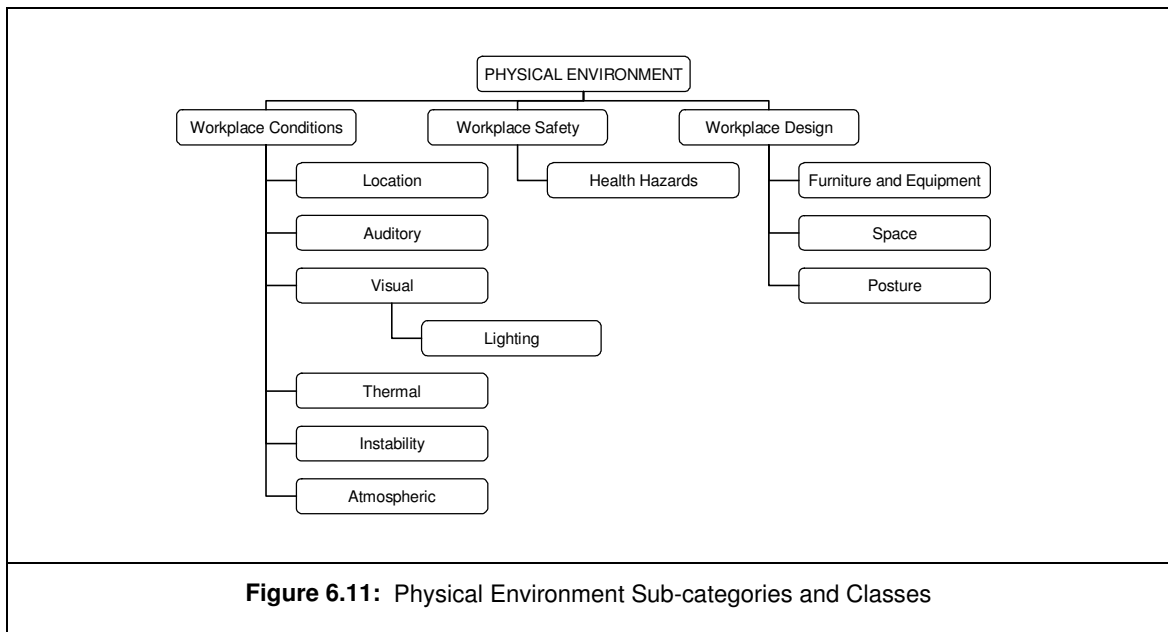 PHYSICAL ENVIRONMENT
Workplace Conditions
Workplace Safety
Workplace Design
Location
Health Hazards
Furniture and Equipment
Auditory
Space
Visual
Posture
Lighting
Thermal
Instability
Atmospheric
Figure 6.11: Physical Environment Sub-categories and Classes